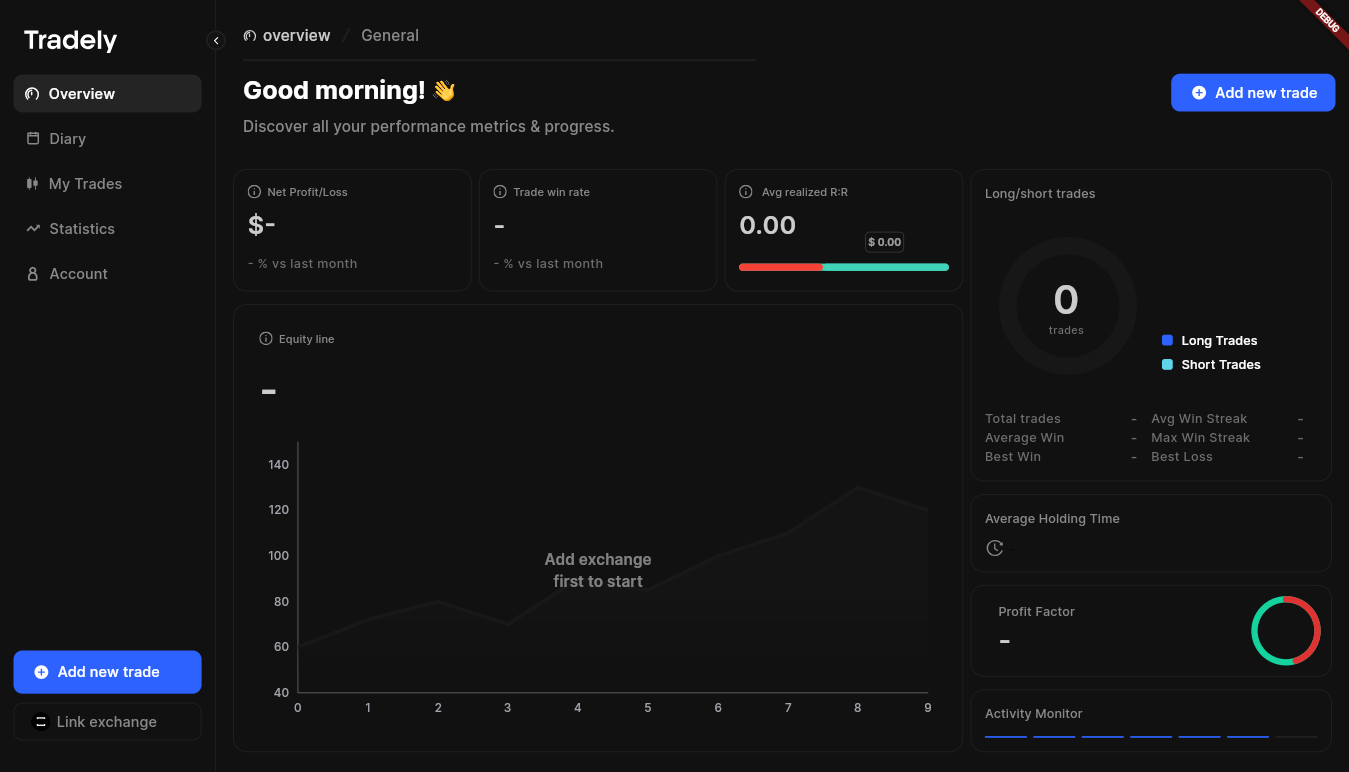 Tradely
Overview
Diary
My Trades
Statistics
Account
Add new trade
Link exchange
overview / General
DEBUG
Good morning! 👋
Discover all your performance metrics & progress.
Add new trade
Net Profit/Loss
$-
- % vs last month
Trade win rate
-
- % vs last month
Avg realized R:R
0.00
$ 0.00
Equity line
-
140
120
100
80
60
40
0 1 2 3 4 5 6 7 8 9
Add exchange
first to start
Long/short trades
0
trades
Long Trades
Short Trades
Total trades - Avg Win Streak -
Average Win - Max Win Streak -
Best Win - Best Loss -
Average Holding Time
-
Profit Factor
-
Activity Monitor